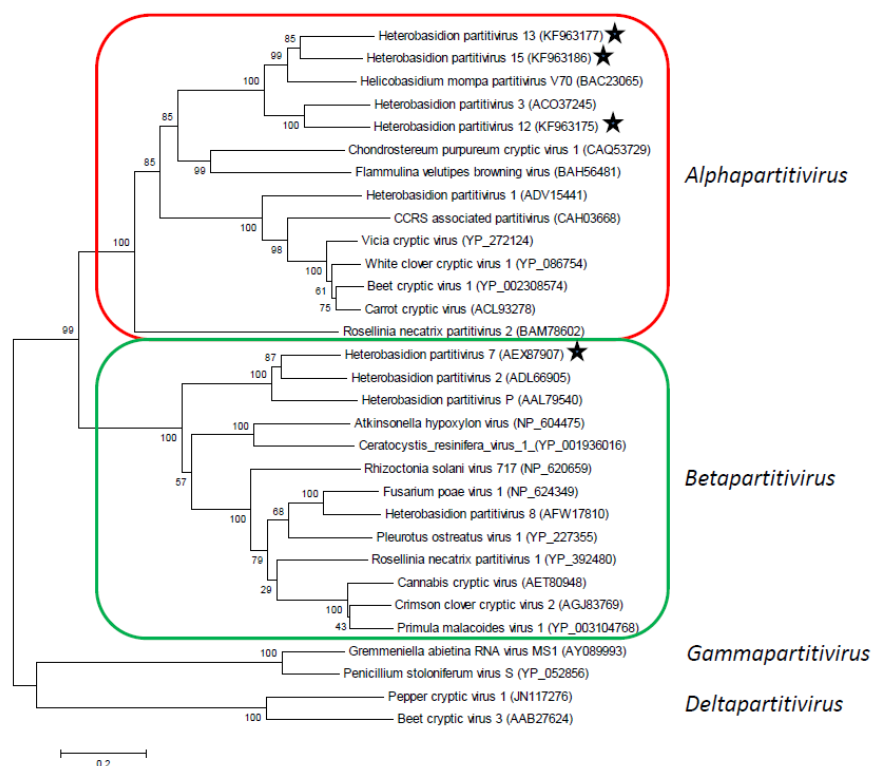 Heterobasidion partitivirus 13 (KF963177)
85
Heterobasidion partitivirus 15 (KF963186)
99
Helicobasidium mompa partitivirus V70 (BAC23065)
100
Heterobasidion partitivirus 3 (ACO37245)
Heterobasidion partitivirus 12 (KF963175)
100
85
Chondrostereum purpureum cryptic virus 1 (CAQ53729)
85
Flammulina velutipes browning virus (BAH56481)
99
Alphapartitivirus
Heterobasidion partitivirus 1 (ADV15441)
100
CCRS associated partitivirus (CAH03668)
Vicia cryptic virus (YP_272124)
98
100
White clover cryptic virus 1 (YP_086754)
100
Beet cryptic virus 1 (YP_002308574)
61
Carrot cryptic virus (ACL93278)
75
99
Rosellinia necatrix partitivirus 2 (BAM78602)
Heterobasidion partitivirus 7 (AEX87907)
87
Heterobasidion partitivirus 2 (ADL66905)
100
Heterobasidion partitivirus P (AAL79540)
Atkinsonella hypoxylon virus (NP_604475)
100
100
Ceratocystis_resinifera_virus_1_(YP_001936016)
Rhizoctonia solani virus 717 (NP_620659)
57
Betapartitivirus
Fusarium poae virus 1 (NP_624349)
100
Heterobasidion partitivirus 8 (AFW17810)
68
100
Pleurotus ostreatus virus 1 (YP_227355)
Rosellinia necatrix partitivirus 1 (YP_392480)
79
Cannabis cryptic virus (AET80948)
29
Crimson clover cryptic virus 2 (AGJ83769)
100
Primula malacoides virus 1 (YP_003104768)
43
Gremmeniella abietina RNA virus MS1 (AY089993)
100
Gammapartitivirus
Penicillium stoloniferum virus S (YP_052856)
Pepper cryptic virus 1 (JN117276)
Deltapartitivirus
100
Beet cryptic virus 3 (AAB27624)
0.2